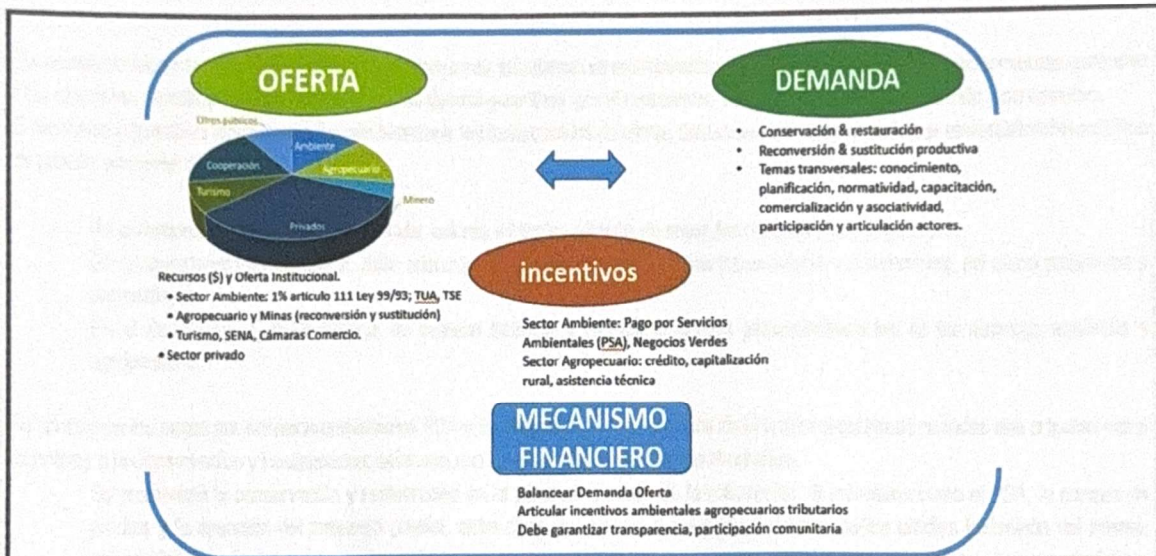 OFERTA
Otros públicos
Ambiente
Cooperación
Agropecuario
Turismo
Minero
Privados
Recursos ($) y Oferta Institucional.
• Sector Ambiente: 1% articulo 111 Ley 99/93; TUA, TSE
• Agropecuario y Minas (reconversión y sustitución)
• Turismo, SENA, Cámaras Comercio.
• Sector privado
DEMANDA
• Conservación & restauración
• Reconversión & sustitución productiva
• Temas transversales: conocimiento,
planificación, normatividad, capacitación,
comercialización y asociatividad,
participación y articulación actores.
incentivos
Sector Ambiente: Pago por Servicios
Ambientales (PSA), Negocios Verdes
Sector Agropecuario: crédito, capitalización
rural, asistencia técnica
MECANISMO
FINANCIERO
Balancear Demanda Oferta
Articular incentivos ambientales agropecuarios tributarios
Debe garantizar transparencia, participación comunitaria